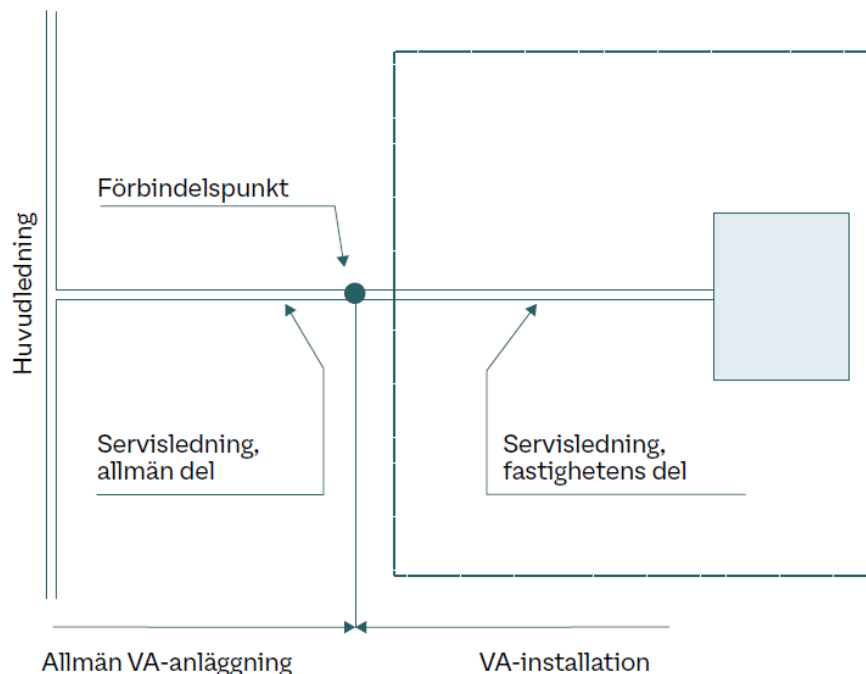 Förbindelspunkt
Huvudledning
Servisledning,
allmän del
Servisledning,
fastighetens del
Allmän VA-anläggning
VA-installation